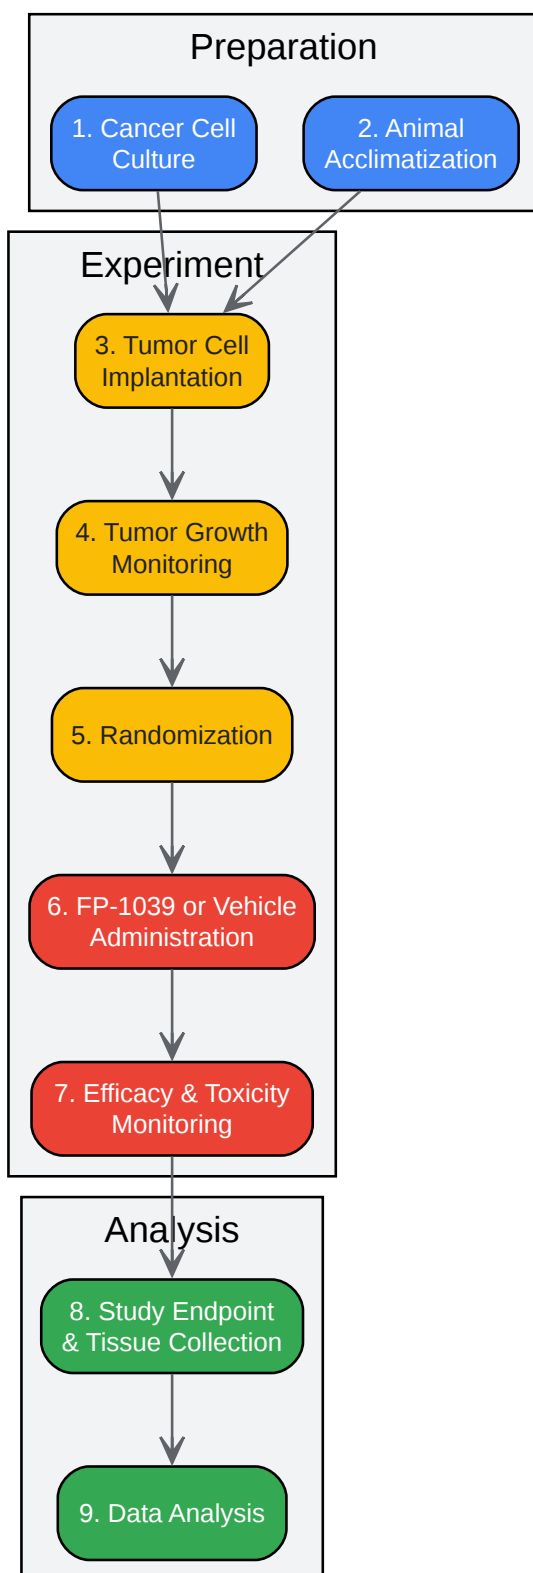 Preparation
1. Cancer Cell
Culture
2. Animal
Acclimatization
Experiment
3. Tumor Cell
Implantation
4. Tumor Growth
Monitoring
5. Randomization
6. FP-1039 or Vehicle
Administration
7. Efficacy & Toxicity
Monitoring
Analysis
8. Study Endpoint
& Tissue Collection
9. Data Analysis